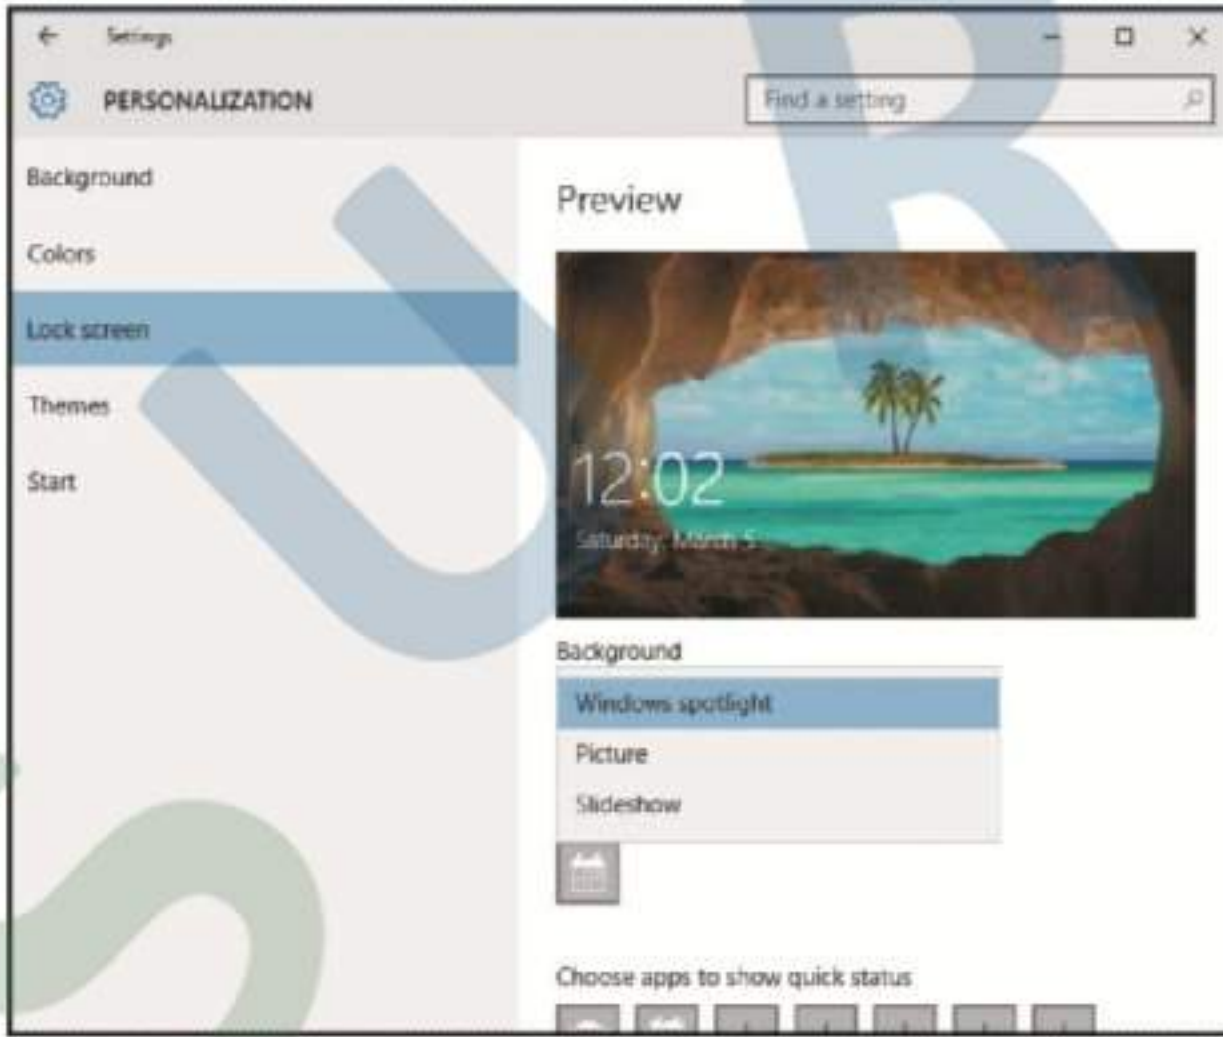 Settings
PERSONALIZATION
Find a setting
Background
Colors
Lock screen
Themes
Start
Preview
12:02
Saturday, March 5
Background
Windows spotlight
Picture
Slideshow
Choose apps to show quick status